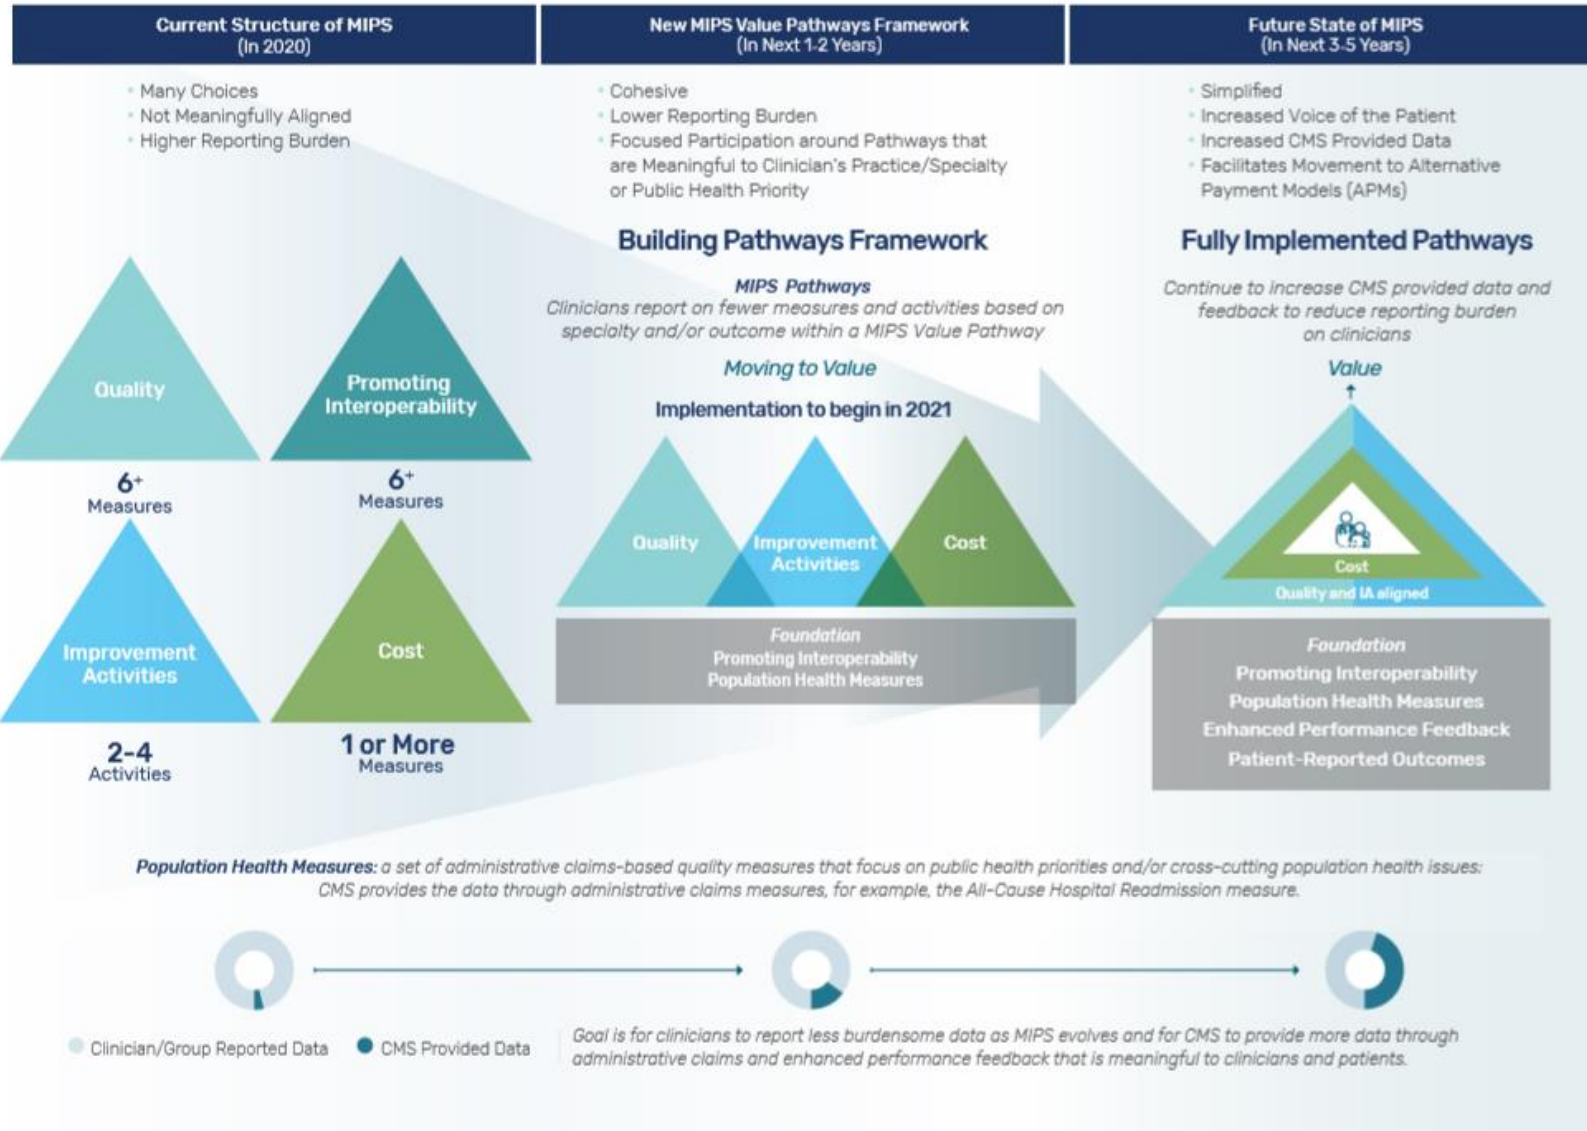 Current Structure of MIPS
(In 2020)
• Many Choices
• Not Meaningfully Aligned
• Higher Reporting Burden
Quality
6+
Measures
Promoting
Interoperability
6+
Measures
Improvement
Activities
2-4
Activities
Cost
1 or More
Measures
New MIPS Value Pathways Framework
(In Next 1-2 Years)
• Cohesive
• Lower Reporting Burden
• Focused Participation around Pathways that
are Meaningful to Clinician's Practice/Specialty
or Public Health Priority
Building Pathways Framework
MIPS Pathways
Clinicians report on fewer measures and activities based on
specialty and/or outcome within a MIPS Value Pathway
Moving to Value
Implementation to begin in 2021
Quality
Improvement
Activities
Cost
Foundation
Promoting Interoperability
Population Health Measures
Future State of MIPS
(In Next 3-5 Years)
• Simplified
• Increased Voice of the Patient
• Increased CMS Provided Data
• Facilitates Movement to Alternative
Payment Models (APMs)
Fully Implemented Pathways
Continue to increase CMS provided data and
feedback to reduce reporting burden
on clinicians
Value
Cost
Quality and IA aligned
Foundation
Promoting Interoperability
Population Health Measures
Enhanced Performance Feedback
Patient-Reported Outcomes
Population Health Measures: a set of administrative claims-based quality measures that focus on public health priorities and/or cross-cutting population health issues;
CMS provides the data through administrative claims measures, for example, the All-Cause Hospital Readmission measure.
Clinician/Group Reported Data
CMS Provided Data
Goal is for clinicians to report less burdensome data as MIPS evolves and for CMS to provide more data through
administrative claims and enhanced performance feedback that is meaningful to clinicians and patients.